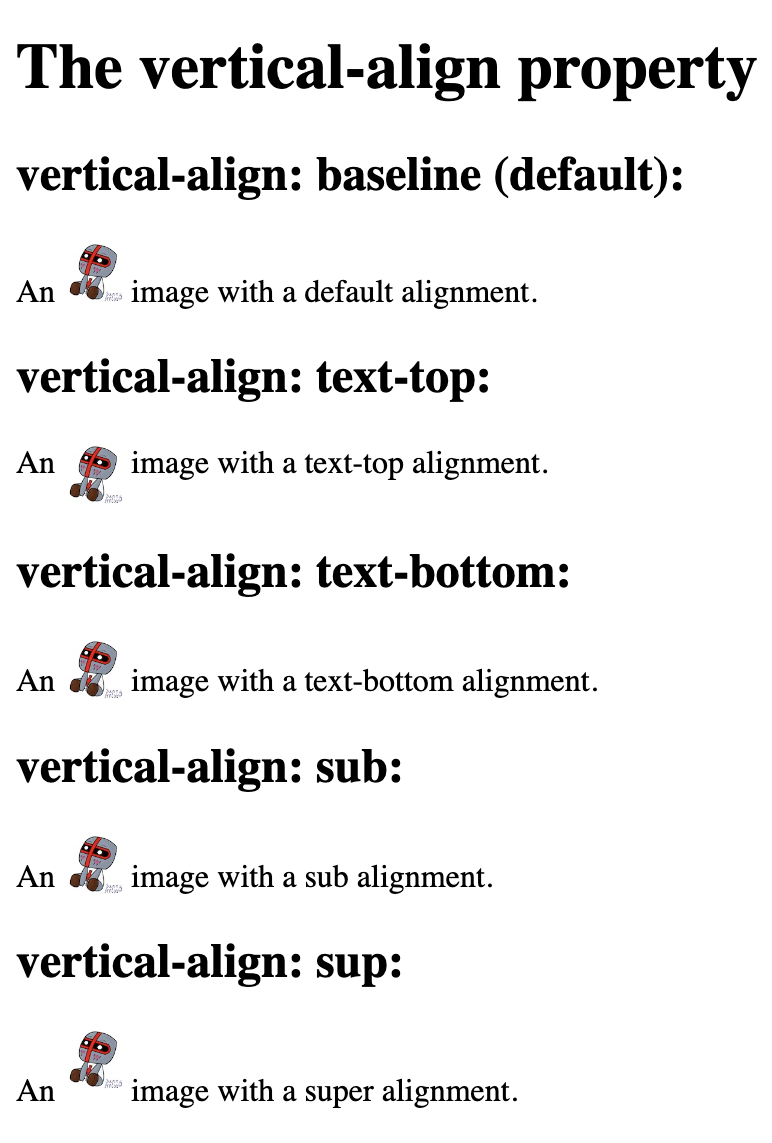 The vertical-align property
vertical-align: baseline (default):
An image with a default alignment.
vertical-align: text-top:
An image with a text-top alignment.
vertical-align: text-bottom:
An image with a text-bottom alignment.
vertical-align: sub:
An image with a sub alignment.
vertical-align: sup:
An image with a super alignment.